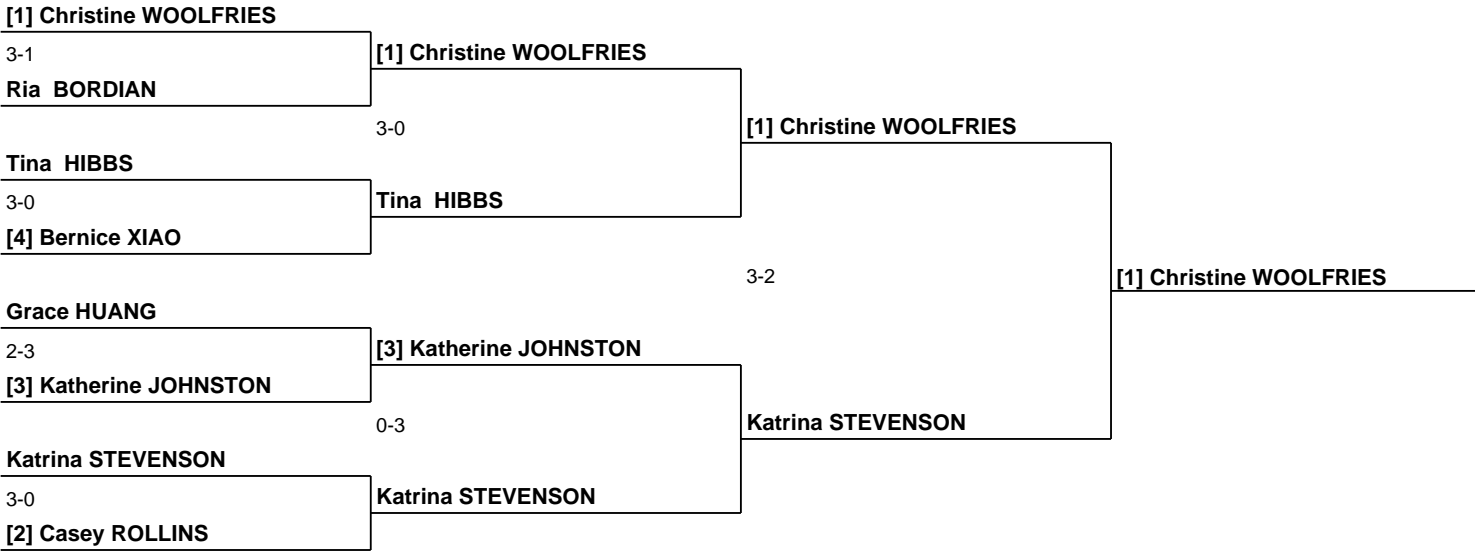 [1] Christine WOOLFRIES
3-1
[1] Christine WOOLFRIES
Ria BORDIAN
3-0
[1] Christine WOOLFRIES
Tina HIBBS
3-0
Tina HIBBS
[4] Bernice XIAO
3-2
[1] Christine WOOLFRIES
Grace HUANG
2-3
[3] Katherine JOHNSTON
[3] Katherine JOHNSTON
0-3
Katrina STEVENSON
Katrina STEVENSON
3-0
Katrina STEVENSON
[2] Casey ROLLINS